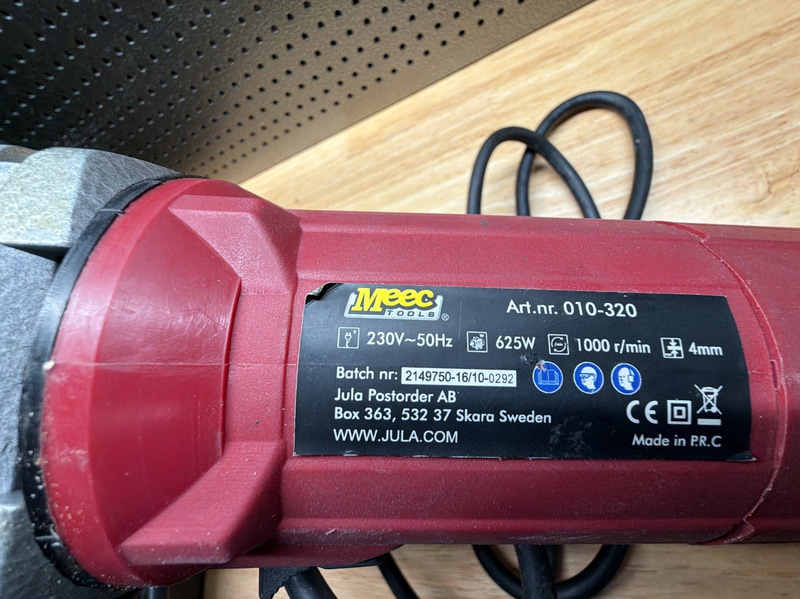 Meec
TOOLS ®
Art.nr. 010-320
230V~50Hz 625W 1000 r/min 4mm
Batch nr: 2149750-16/10-0292
Jula Postorder AB
Box 363, 532 37 Skara Sweden
WWW.JULA.COM
CE
Made in P.R.C